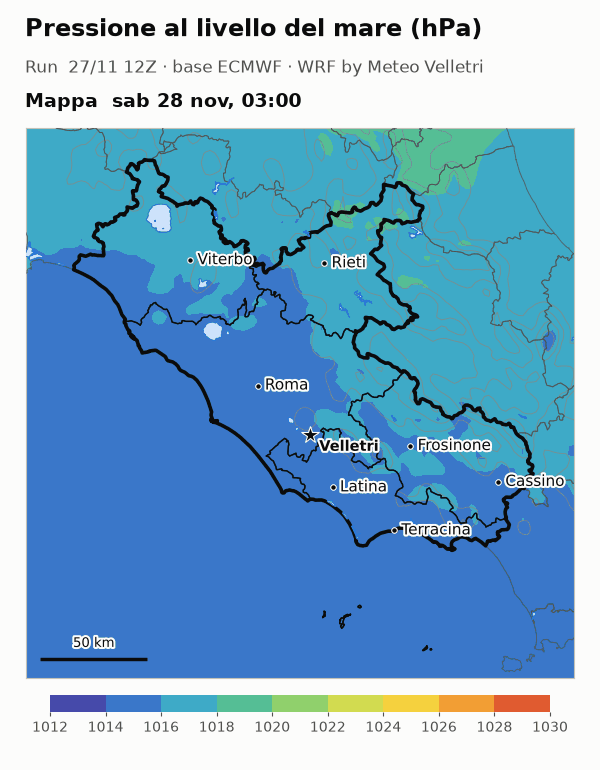 Pressione al livello del mare (hPa)
Run  27/11 12Z · base ECMWF · WRF by Meteo Velletri
Mappa  sab 28 nov, 03:00
Viterbo
Rieti
Roma
Velletri
Frosinone
Cassino
Latina
Terracina
50 km
1012 1014 1016 1018 1020 1022 1024 1026 1028 1030